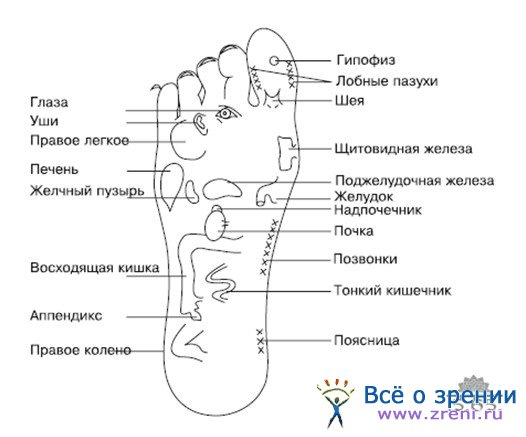 Гипофиз
Лобные пазухи
Шея
Глаза
Уши
Правое легкое
Щитовидная железа
Печень
Желчный пузырь
Поджелудочная железа
Желудок
Надпочечник
Почка
Позвонки
Восходящая кишка
Тонкий кишечник
Аппендикс
Правое колено
Поясница
Всё о зрении
www.zreni.ru